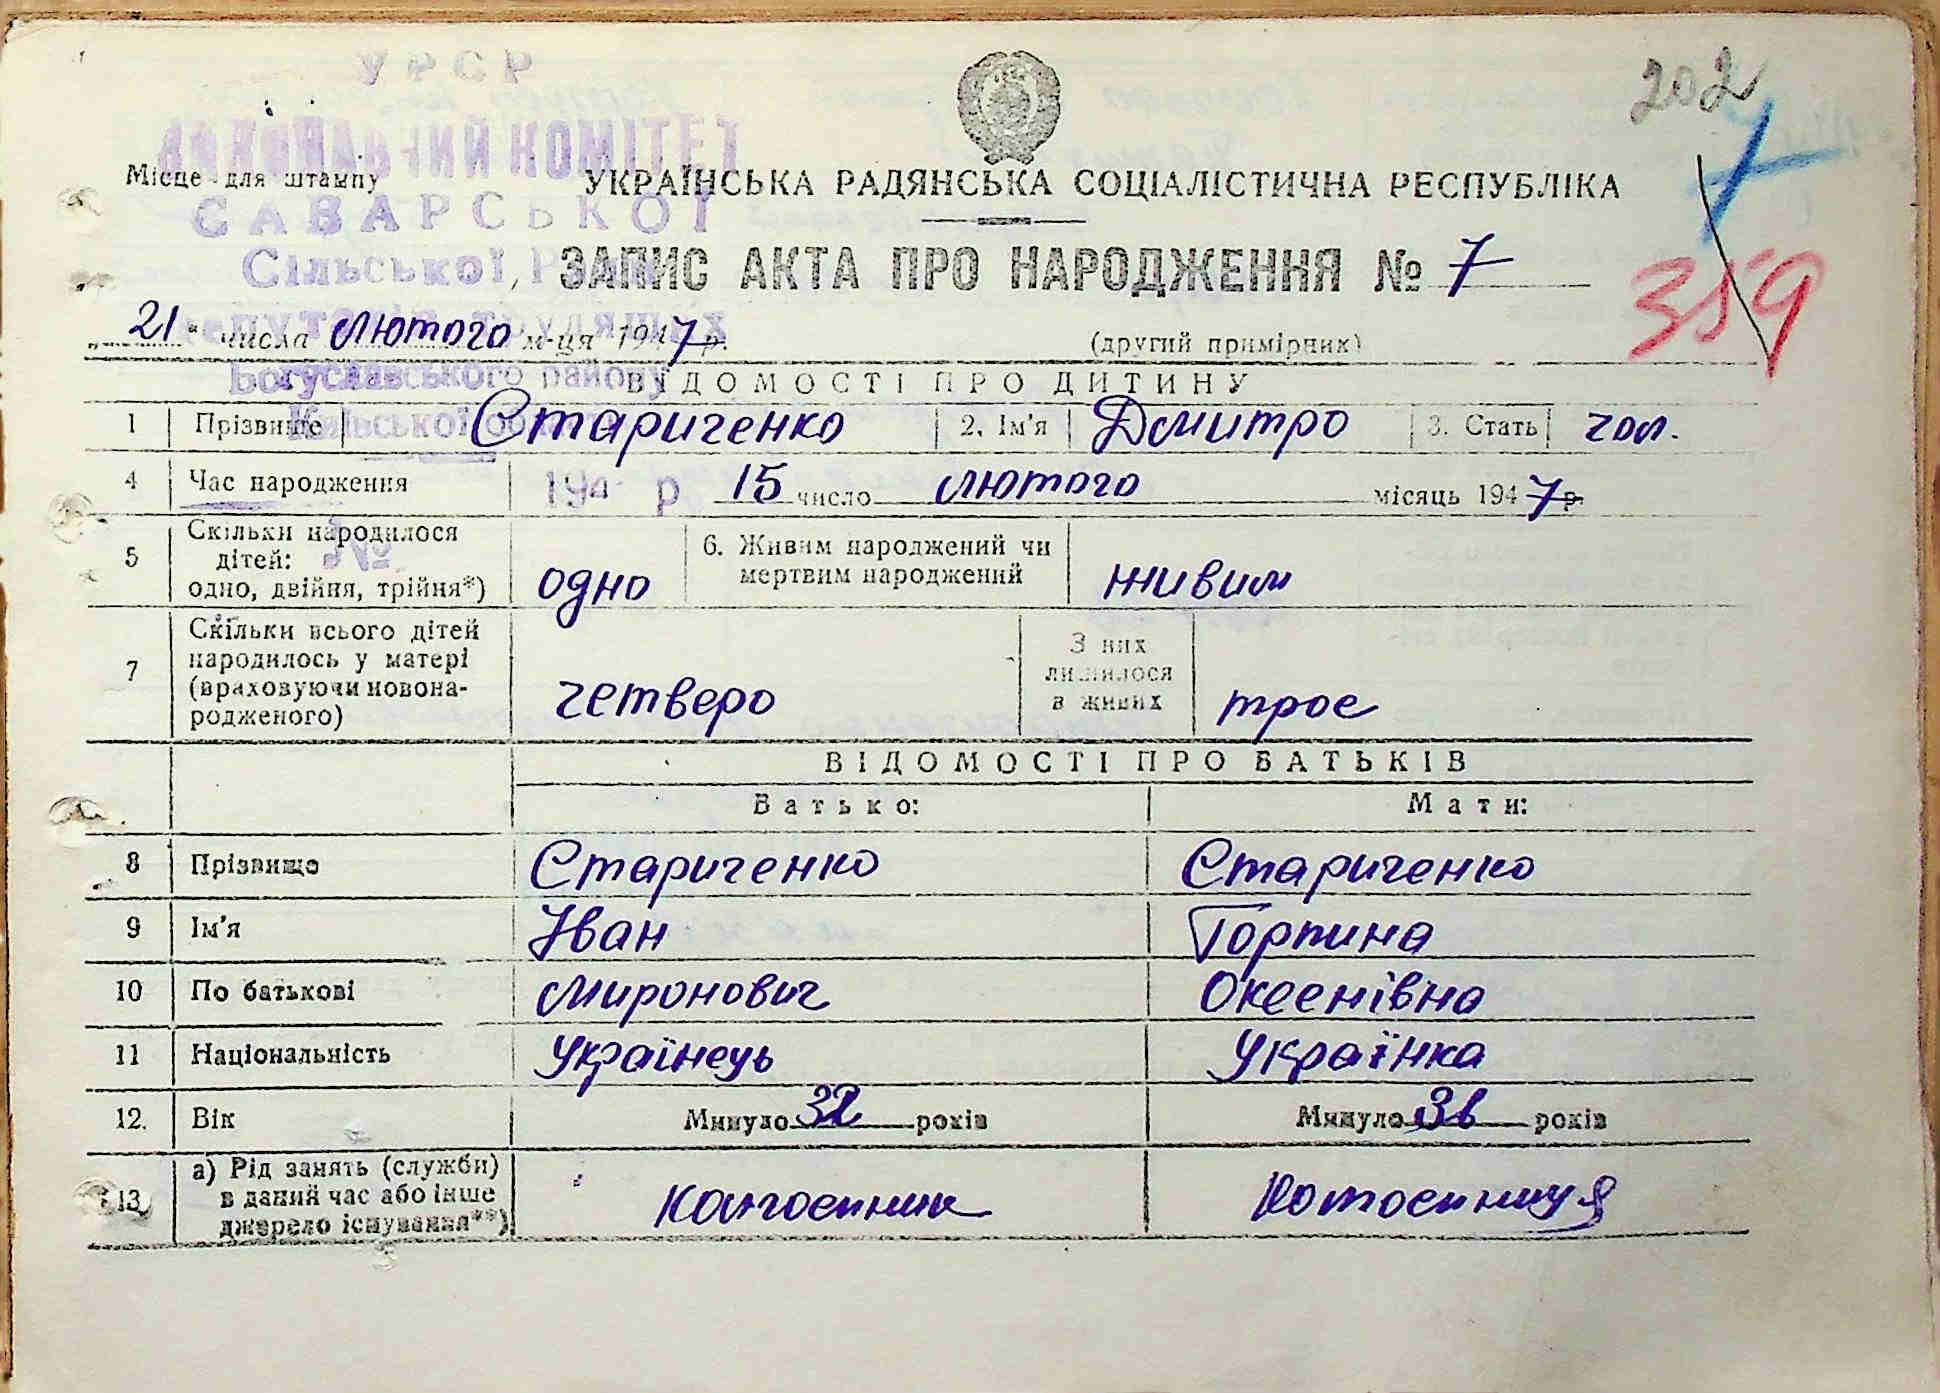 202
УРСР
ВИКОНАВЧИЙ КОМІТЕТ
Місце для штампу
УКРАЇНСЬКА РАДЯНСЬКА СОЦІАЛІСТИЧНА РЕСПУБЛІКА
САВАРСЬКОЇ
Сільської, Ради
ЗАПИС АКТА ПРО НАРОДЖЕННЯ № 7
359
депутатів трудящих
21 " числа лютого м-ця 1947 р.
(другий примірник)
Богуславського району
ВІДОМОСТІ ПРО ДИТИНУ
Київської області
1 Прізвище Стариченко 2. Ім'я Дмитро 3. Стать чол.
4 Час народження 194 р 15 число лютого місяць 1947 р.
5 Скільки народилося дітей: одно, двійня, трійня*) одно 6. Живим народжений чи мертвим народжений живим
№
7 Скільки всього дітей народилось у матері (враховуючи новонародженого) четверо З них лишилося в живих троє
ВІДОМОСТІ ПРО БАТЬКІВ
Батько: Мати:
8 Прізвище Стариченко Стариченко
9 Ім'я Іван Горпина
10 По батькові Миронович
11 Національність Українець Українка
12. Вік Минуло 32 років Минуло 36 років
13 а) Рід занять (служби) в даний час або інше джерело існування**) Колгоспник